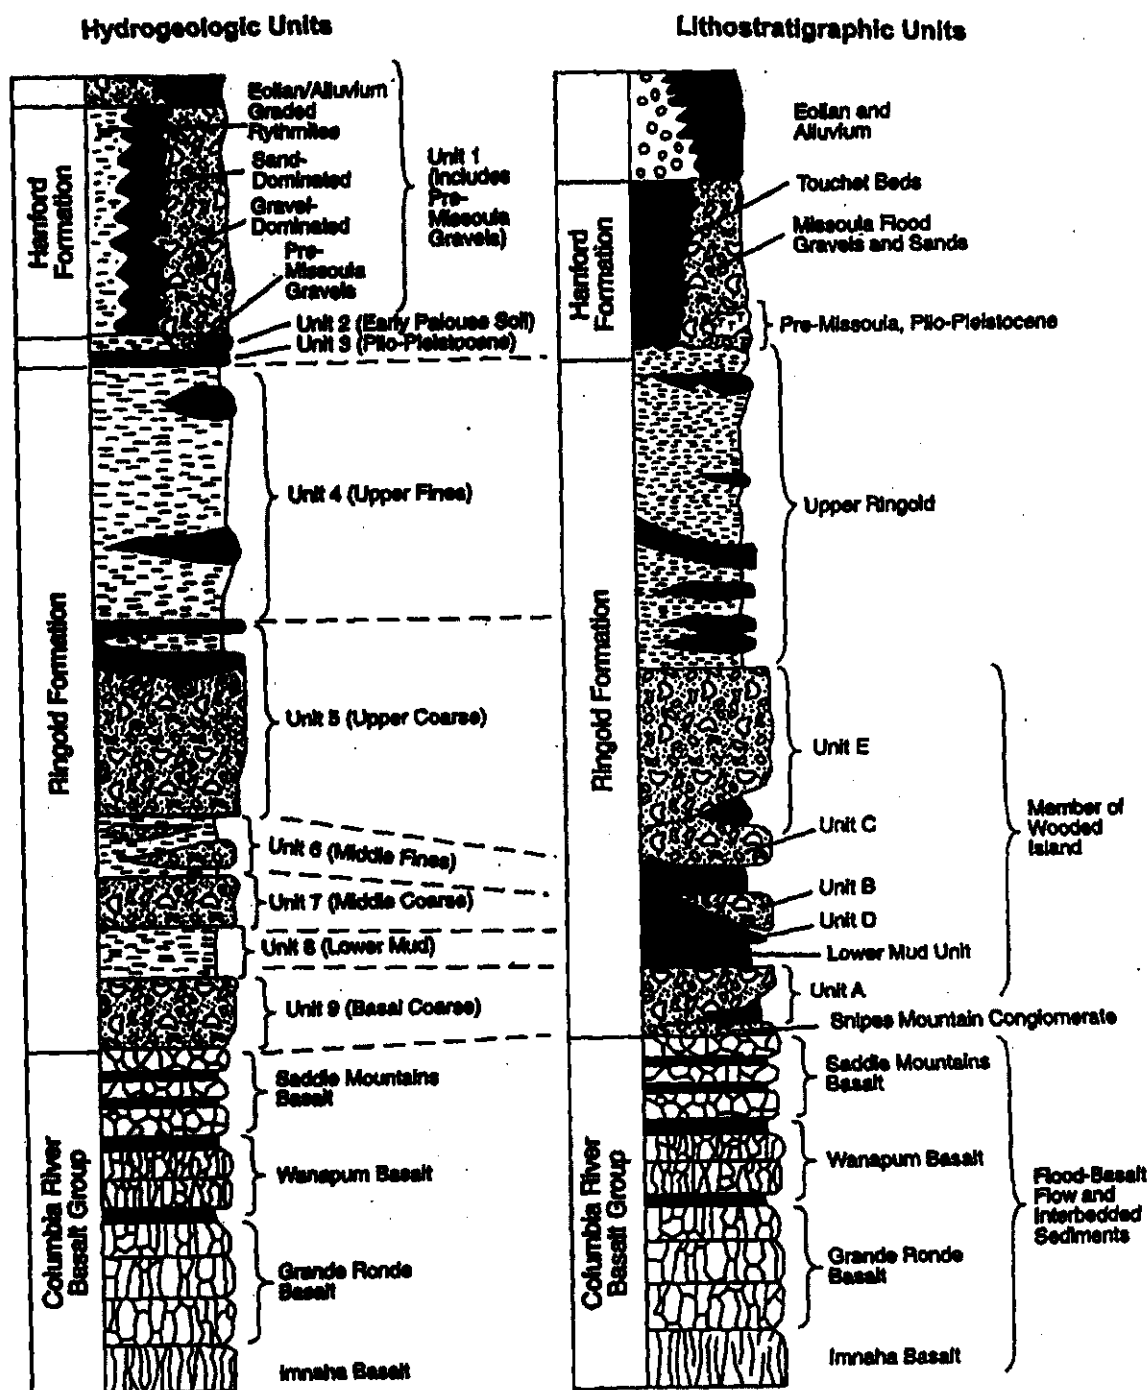 Hydrogeologic Units
Hanford
Formation
Ringold Formation
Columbia River
Basalt Group
Eolian/Alluvium
Graded
Rythmites
Sand-
Dominated
Gravel-
Dominated
Pre-
Missoula
Gravels
Unit 1
(Includes
Pre-
Missoula
Gravels)
Unit 2 (Early Palouse Soil)
Unit 3 (Plio-Pleistocene)
Unit 4 (Upper Fines)
Unit 5 (Upper Coarse)
Unit 6 (Middle Fines)
Unit 7 (Middle Coarse)
Unit 8 (Lower Mud)
Unit 9 (Basal Coarse)
Saddle Mountains
Basalt
Wanapum Basalt
Grande Ronde
Basalt
Imnaha Basalt
Lithostratigraphic Units
Hanford
Formation
Ringold Formation
Columbia River
Basalt Group
Eolian and
Alluvium
Touchet Beds
Missoula Flood
Gravels and Sands
Pre-Missoula, Plio-Pleistocene
Upper Ringold
Unit E
Unit C
Unit B
Unit D
Lower Mud Unit
Unit A
Member of
Wooded
Island
Snipes Mountain Conglomerate
Saddle Mountains
Basalt
Wanapum Basalt
Grande Ronde
Basalt
Imnaha Basalt
Flood-Basalt
Flow and
Interbedded
Sediments